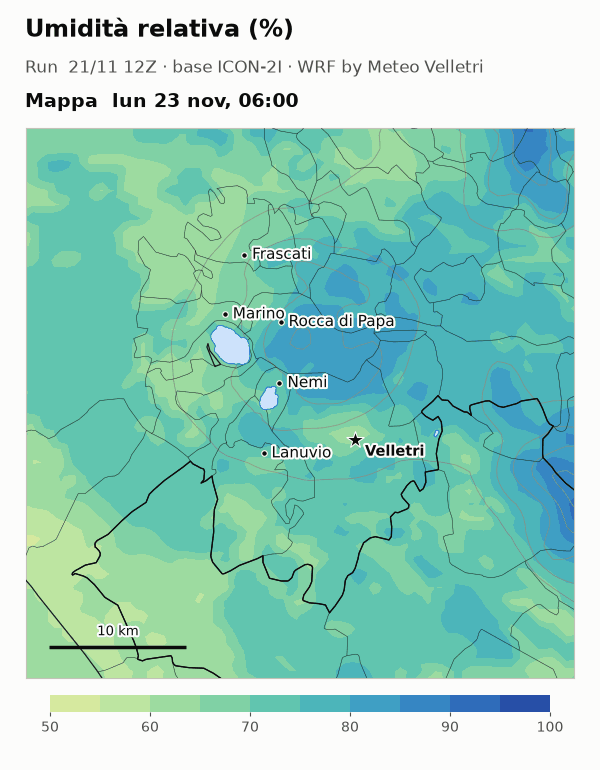 Umidità relativa (%)
Run  21/11 12Z · base ICON-2I · WRF by Meteo Velletri
Mappa  lun 23 nov, 06:00
Frascati
Marino
Rocca di Papa
Nemi
Velletri
Lanuvio
10 km
50 60 70 80 90 100